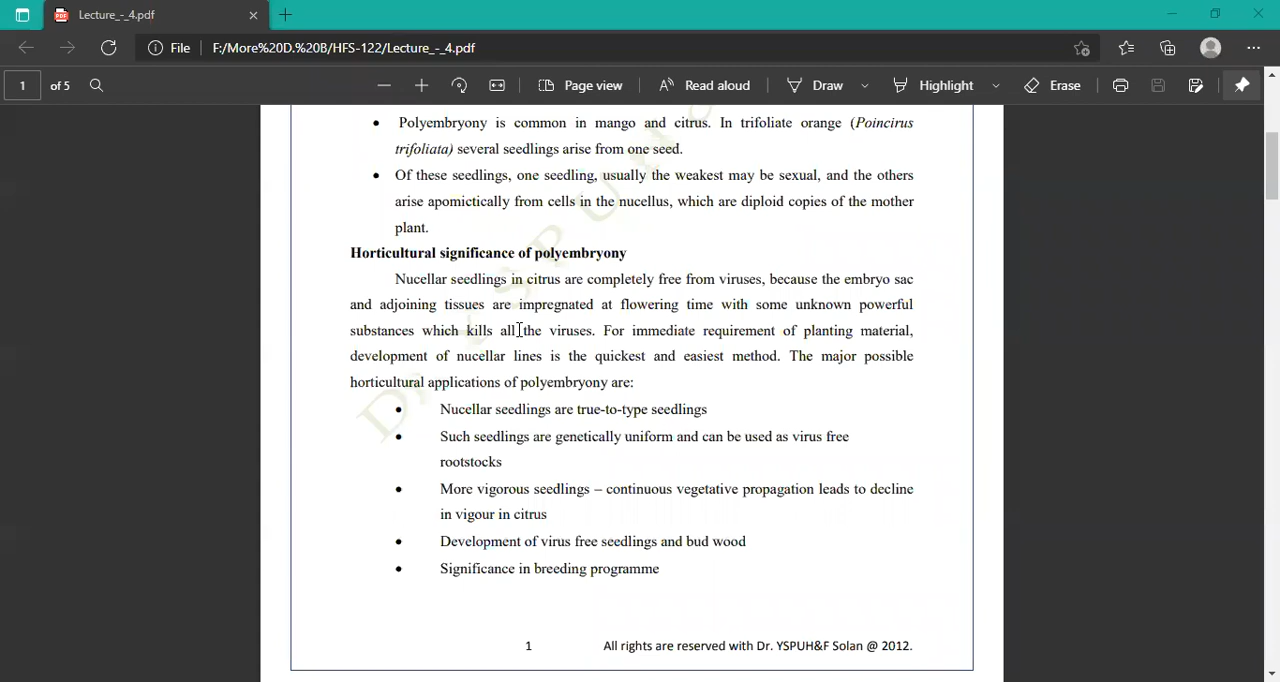 Lecture_-_4.pdf
File F:/More%20D.%20B/HFS-122/Lecture_-_4.pdf
1 of 5 Page view Read aloud Draw Highlight Erase
• Polyembryony is common in mango and citrus. In trifoliate orange (Poincirus
trifoliata) several seedlings arise from one seed.
• Of these seedlings, one seedling, usually the weakest may be sexual, and the others
arise apomictically from cells in the nucellus, which are diploid copies of the mother
plant.
Horticultural significance of polyembryony
Nucellar seedlings in citrus are completely free from viruses, because the embryo sac
and adjoining tissues are impregnated at flowering time with some unknown powerful
substances which kills all the viruses. For immediate requirement of planting material,
development of nucellar lines is the quickest and easiest method. The major possible
horticultural applications of polyembryony are:
• Nucellar seedlings are true-to-type seedlings
• Such seedlings are genetically uniform and can be used as virus free
rootstocks
• More vigorous seedlings – continuous vegetative propagation leads to decline
in vigour in citrus
• Development of virus free seedlings and bud wood
• Significance in breeding programme
1 All rights are reserved with Dr. YSPUH&F Solan @ 2012.